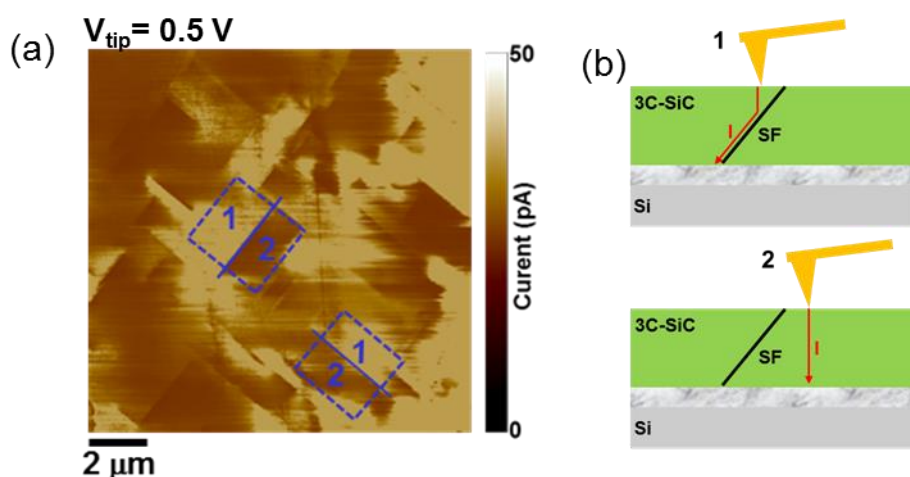 (a)
V_tip = 0.5 V
50
Curent (pA)
0
1
2
1
2
2 μm
(b)
1
3C-SiC
I
SF
Si
2
3C-SiC
SF
I
Si